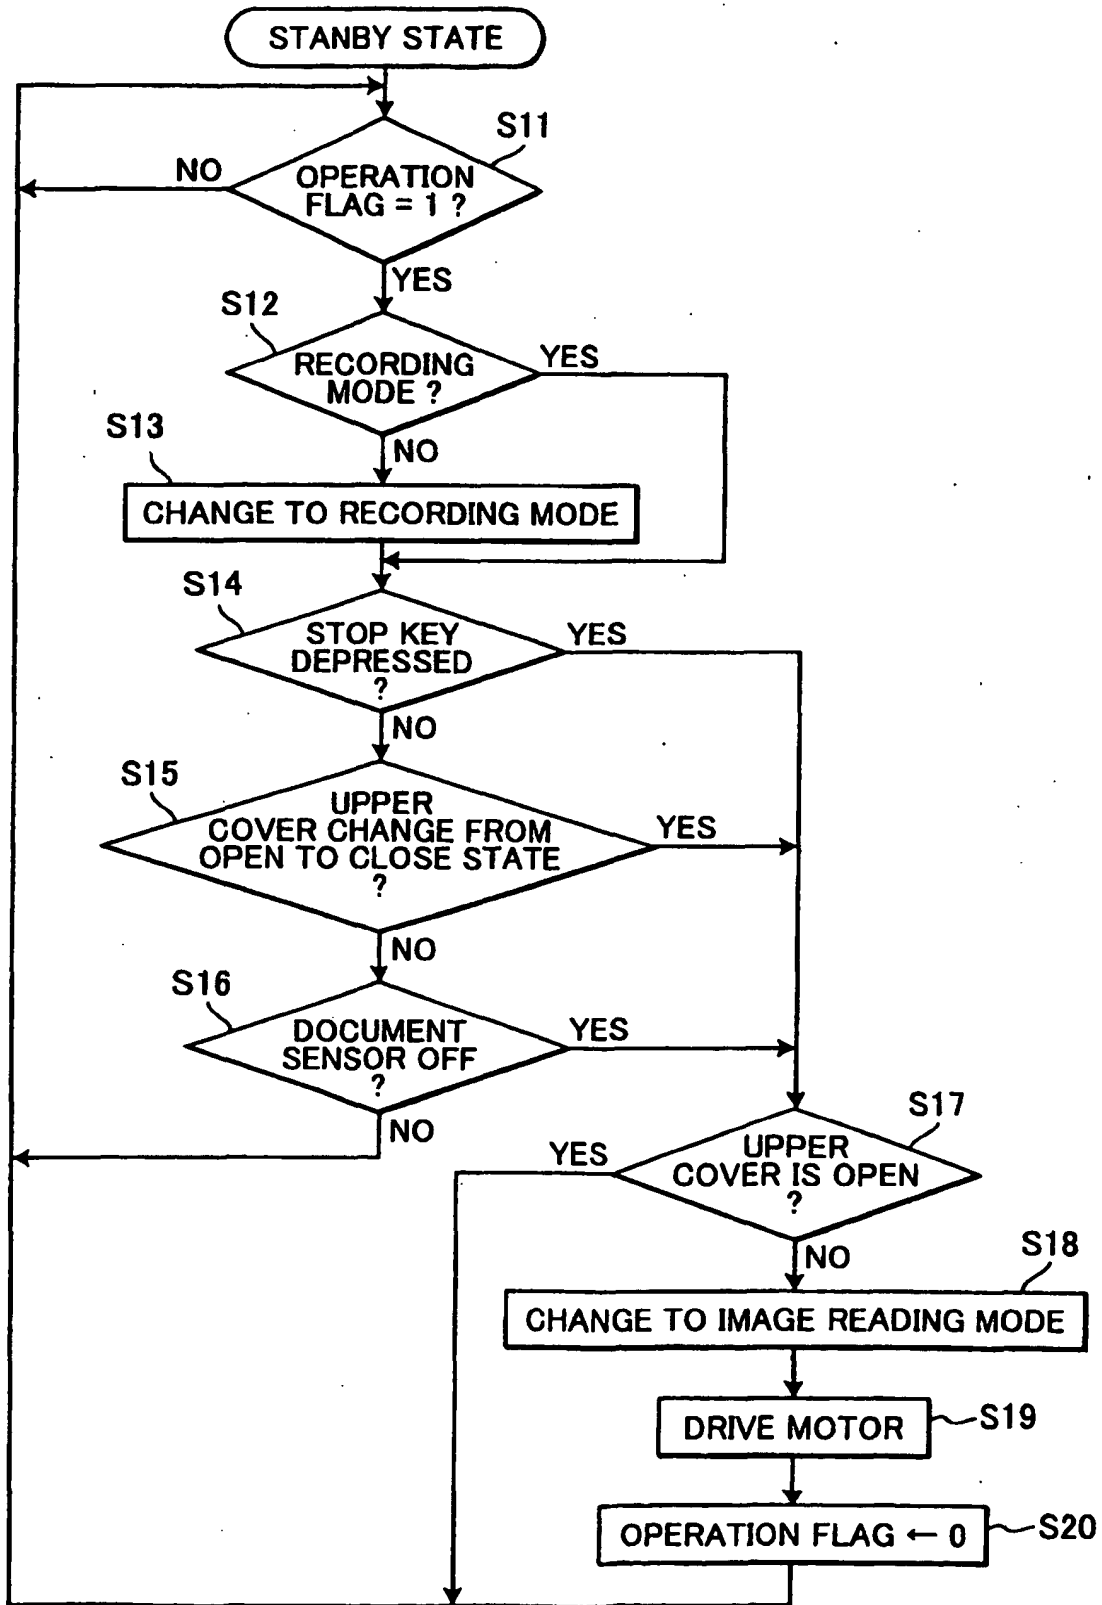 STANBY STATE
S11
NO
OPERATION
FLAG = 1 ?
YES
S12
RECORDING
MODE ?
YES
S13
NO
CHANGE TO RECORDING MODE
S14
STOP KEY
DEPRESSED
?
YES
NO
S15
UPPER
COVER CHANGE FROM
OPEN TO CLOSE STATE
?
YES
NO
S16
DOCUMENT
SENSOR OFF
?
YES
NO
S17
YES
UPPER
COVER IS OPEN
?
NO
S18
CHANGE TO IMAGE READING MODE
DRIVE MOTOR
S19
OPERATION FLAG ← 0
S20